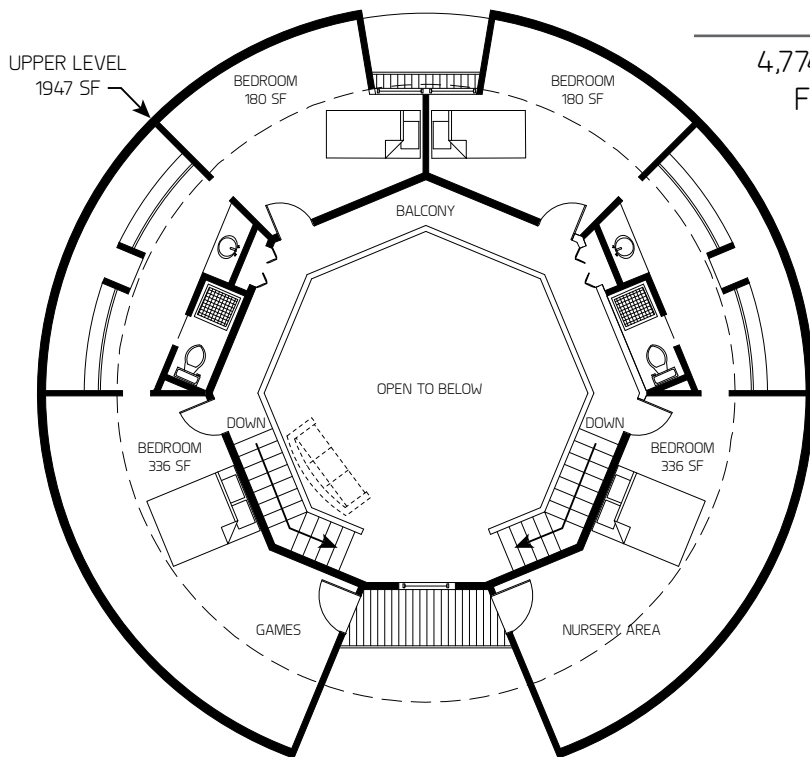 UPPER LEVEL
1947 SF
BEDROOM
180 SF
BEDROOM
180 SF
BALCONY
OPEN TO BELOW
DOWN
DOWN
BEDROOM
336 SF
BEDROOM
336 SF
GAMES
NURSERY AREA